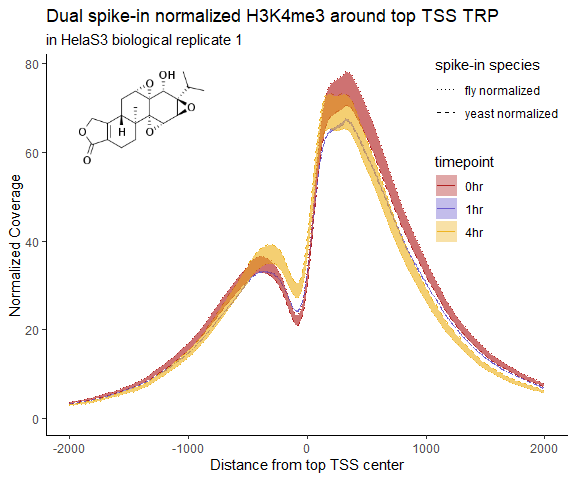 Dual spike-in normalized H3K4me3 around top TSS TRP
in HelaS3 biological replicate 1
80
60
40
20
0
Normalized Coverage
-2000
-1000
0
1000
2000
Distance from top TSS center
OH
O
O
O
H
O
O
spike-in species
fly normalized
yeast normalized
timepoint
0hr
1hr
4hr